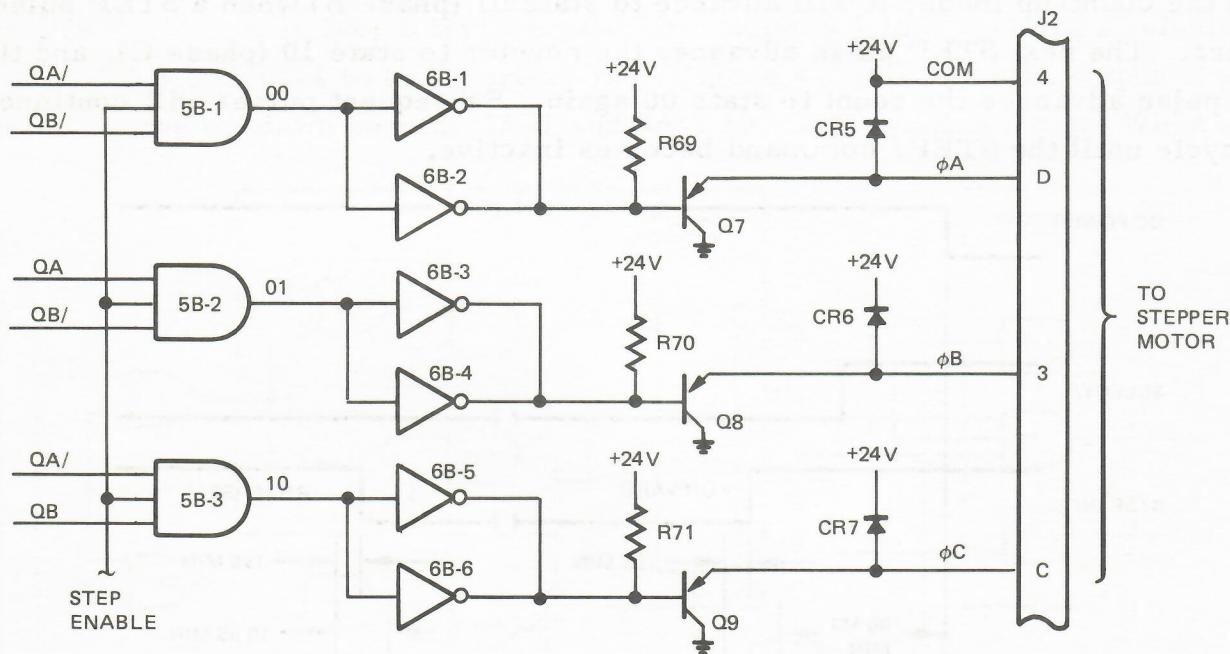 J2
+24V
+24V
COM
4
QA/
QB/
5B-1
00
6B-1
6B-2
R69
CR5
φA
D
Q7
QA
QB/
5B-2
01
6B-3
6B-4
+24V
R70
+24V
CR6
φB
3
Q8
TO
STEPPER
MOTOR
QA/
QB
5B-3
10
6B-5
6B-6
+24V
R71
+24V
CR7
φC
C
Q9
STEP
ENABLE